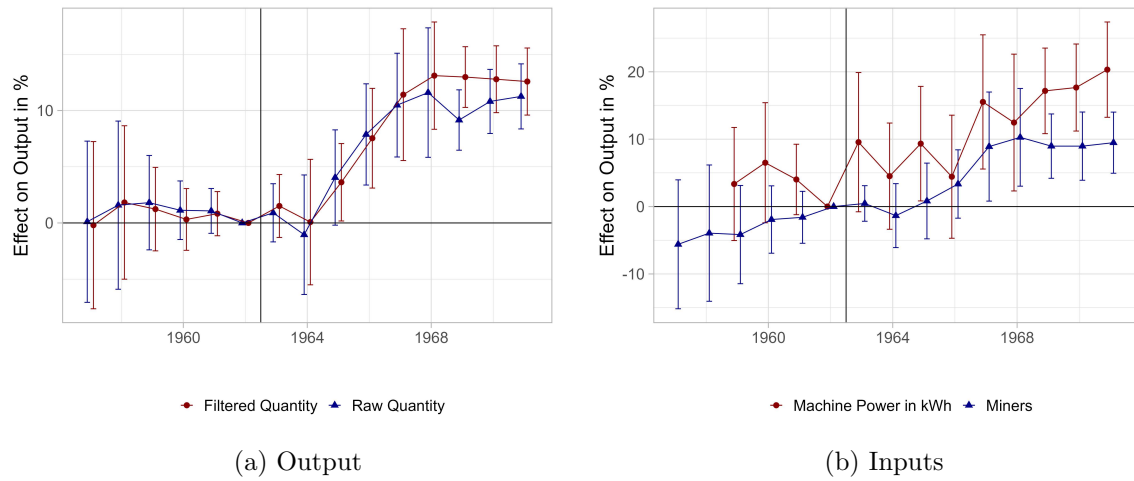 Effect on Output in %
10
0
1960
1964
1968
Filtered Quantity
Raw Quantity
(a) Output
Effect on Output in %
20
10
0
-10
1960
1964
1968
Machine Power in kWh
Miners
(b) Inputs